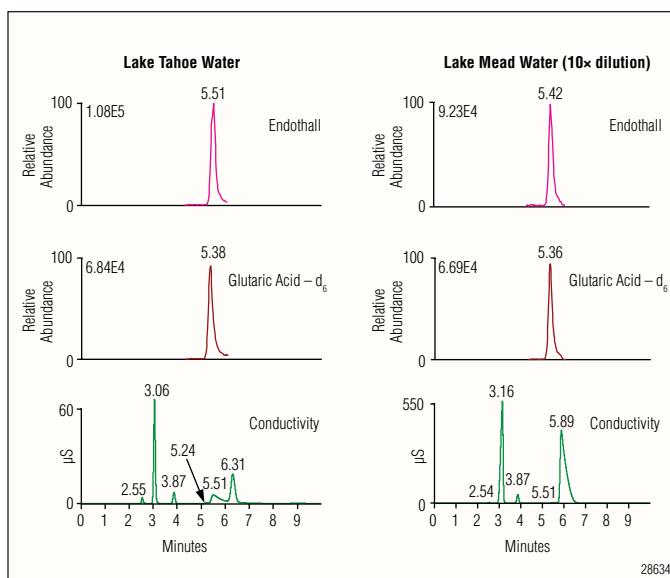 Lake Tahoe Water
5.51
100
1.08E5
Endothall
Relative
Abundance
0
5.38
100
6.84E4
Glutaric Acid – d6
Relative
Abundance
0
3.06
60
Conductivity
5.24
6.31
µS
2.55
3.87
5.51
0
0 1 2 3 4 5 6 7 8 9
Minutes
Lake Mead Water (10× dilution)
5.42
100
9.23E4
Endothall
Relative
Abundance
0
5.36
100
6.69E4
Glutaric Acid – d6
Relative
Abundance
0
3.16
550
Conductivity
5.89
µS
2.54
3.87
5.51
0
0 1 2 3 4 5 6 7 8 9
Minutes
28634